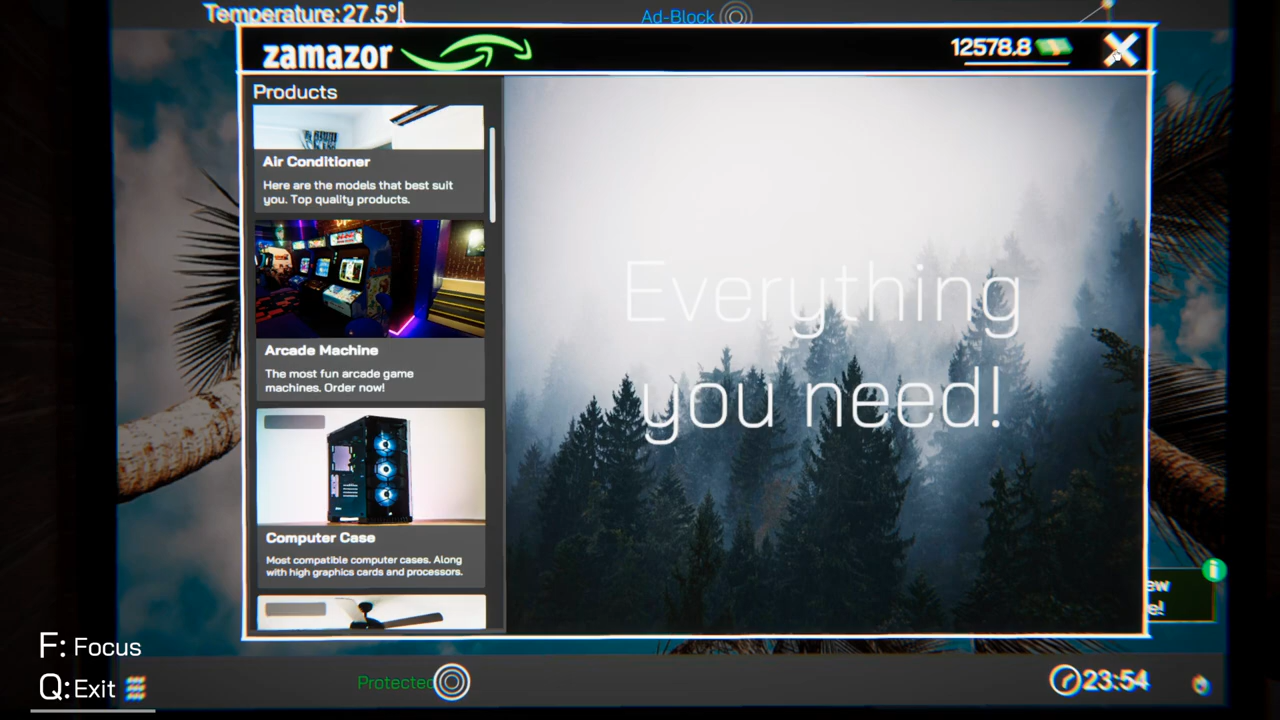 Temperature: 27.5°
Ad-Block
zamazor
12578.8
Products
Air Conditioner
Here are the models that best suit
you. Top quality products.
Arcade Machine
The most fun arcade game
machines. Order now!
Computer Case
Most compatible computer cases. Along
with high graphics cards and processors.
Everything
you need!
F: Focus
Q: Exit
Protected
23:54